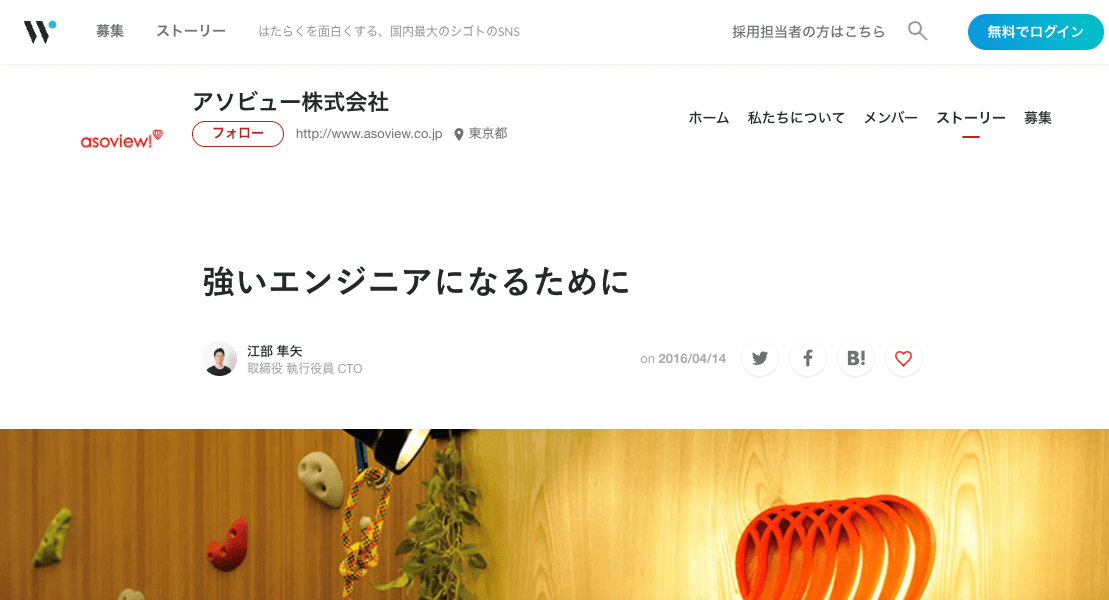 募集 ストーリー はたらくを面白くする、国内最大のシゴトのSNS 採用担当者の方はこちら 無料でログイン
アソビュー株式会社
asoview!
フォロー http://www.asoview.co.jp 東京都
ホーム 私たちについて メンバー ストーリー 募集
強いエンジニアになるために
江部 隼矢
取締役 執行役員 CTO
on 2016/04/14
B!